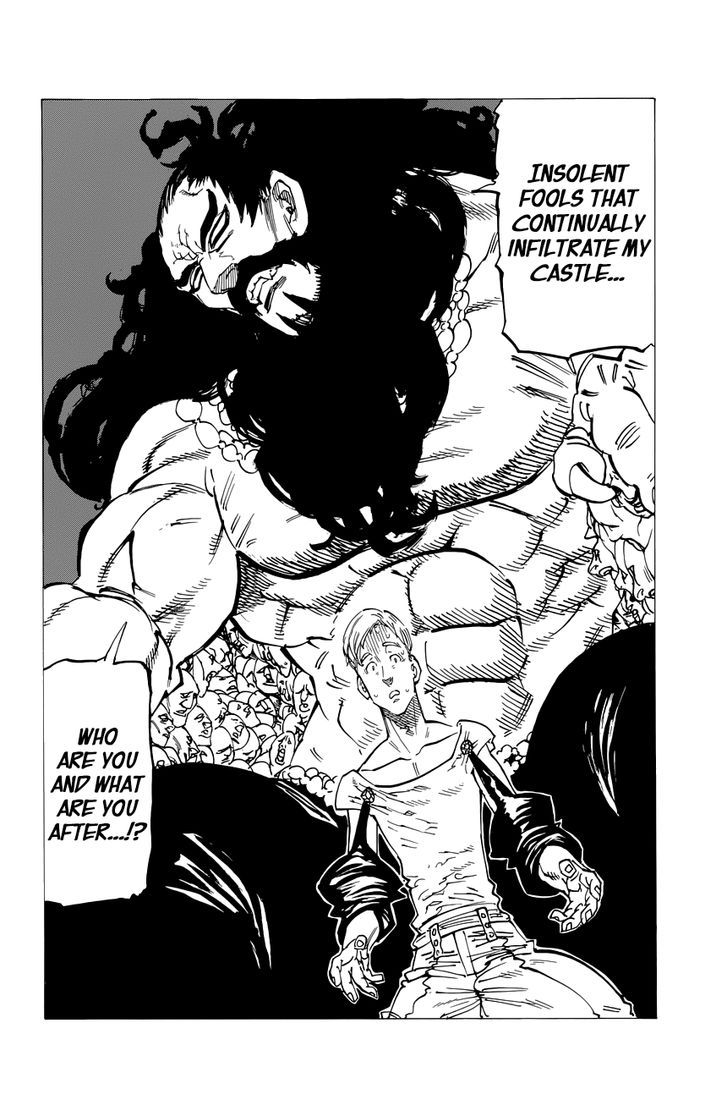 INSOLENT
FOOLS THAT
CONTINUALLY
INFILTRATE MY
CASTLE...
WHO
ARE YOU
AND WHAT
ARE YOU
AFTER...!?